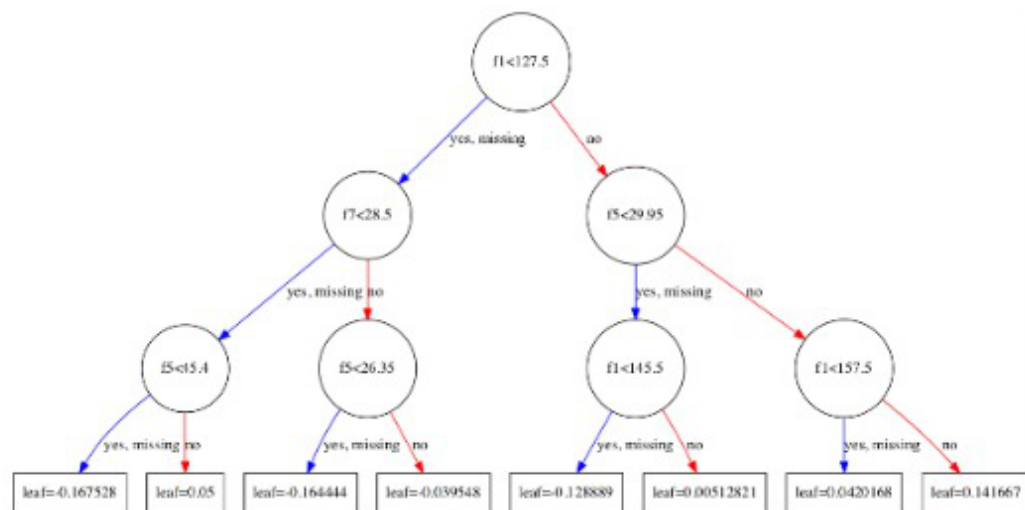 f1<127.5
yes, missing
no
f7<28.5
f5<29.95
yes, missing
no
yes, missing
no
f5<45.4
f5<26.35
f1<145.5
f1<157.5
yes, missing
no
yes, missing
no
yes, missing
no
yes, missing
no
leaf=-0.167528
leaf=0.05
leaf=-0.164444
leaf=-0.039548
leaf=-0.128889
leaf=0.00512821
leaf=0.0420168
leaf=0.141667